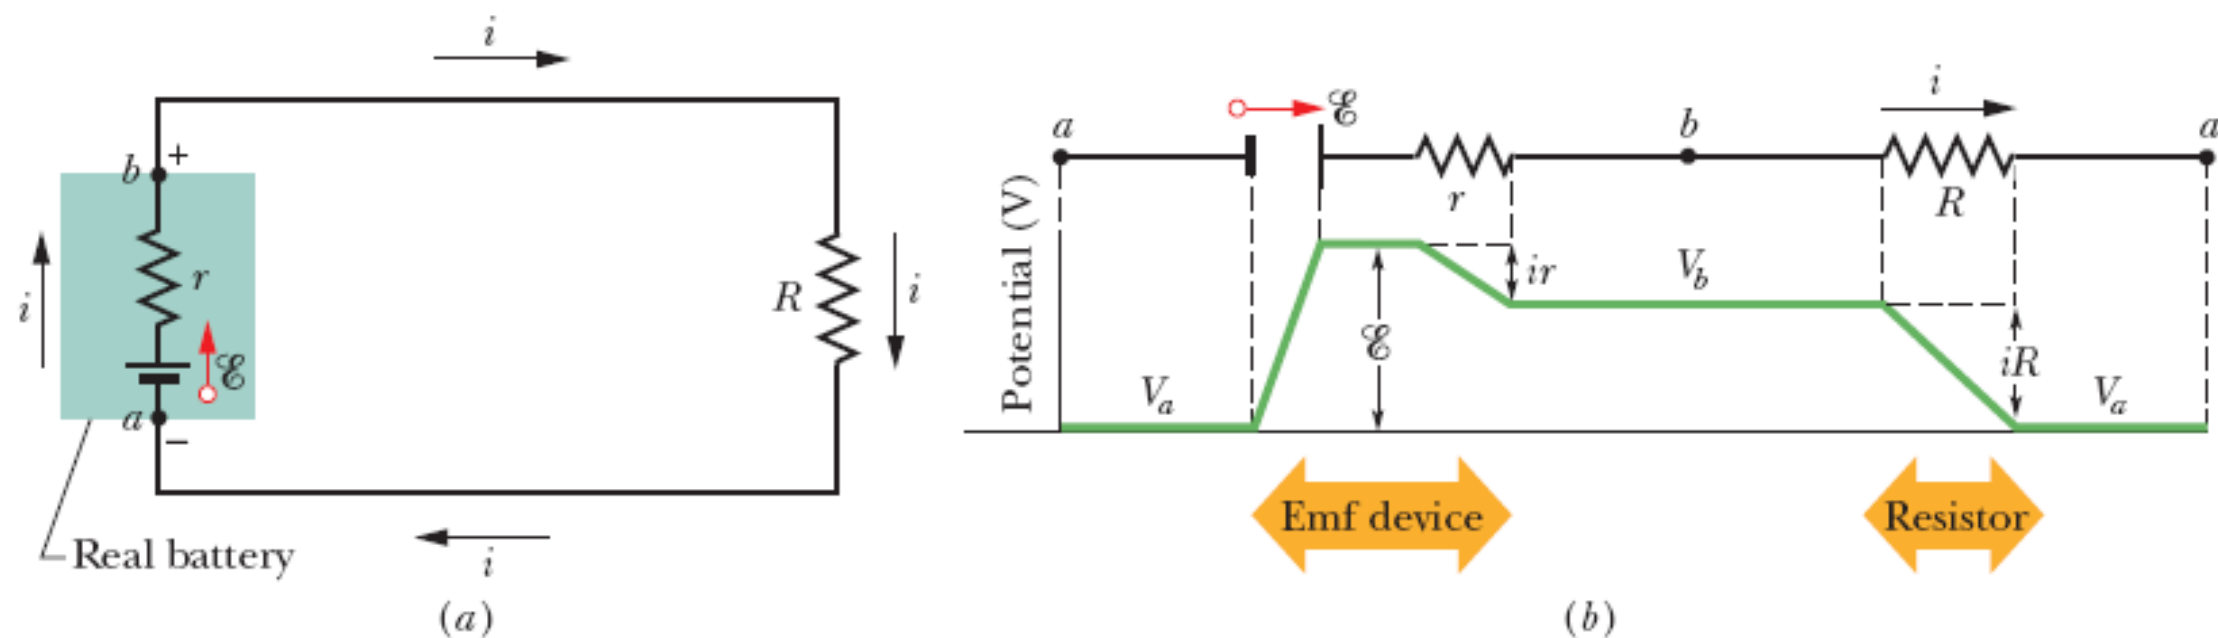 i
b
+
i
r
ℰ
a
−
R
i
i
Real battery
(a)
Potential (V)
a
ℰ
r
b
i
R
a
V_a
ℰ
ir
V_b
iR
V_a
Emf device
Resistor
(b)